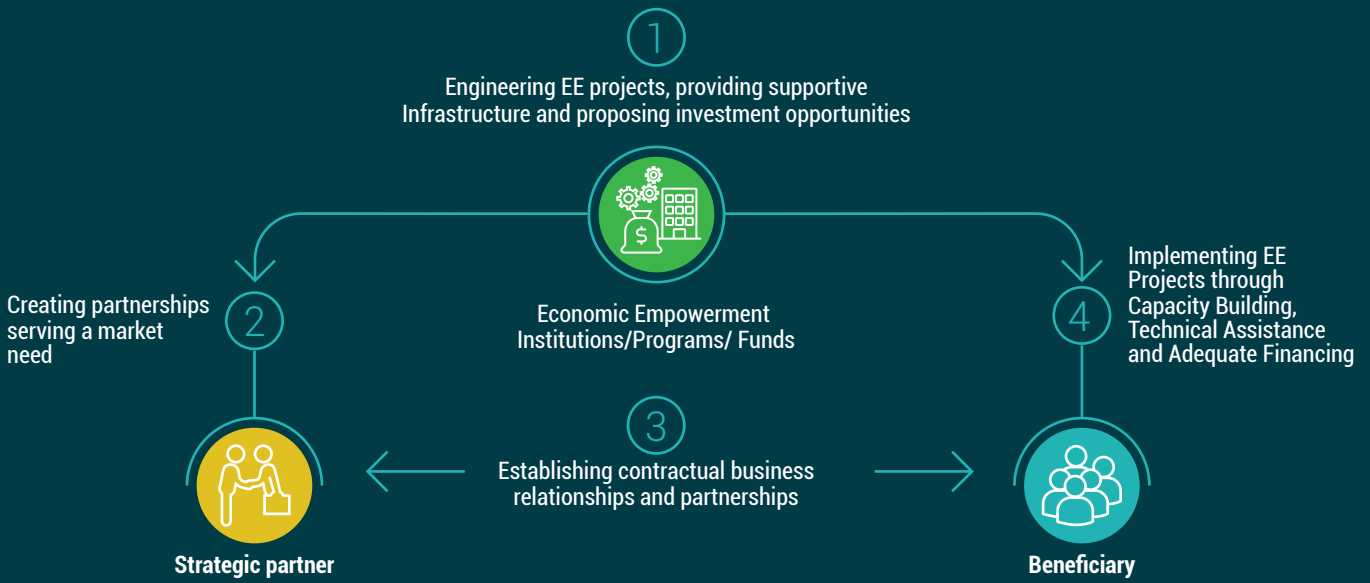 1
Engineering EE projects, providing supportive
Infrastructure and proposing investment opportunities
$
Economic Empowerment
Institutions/Programs/ Funds
Creating partnerships
serving a market
need
2
Implementing EE
Projects through
Capacity Building,
Technical Assistance
and Adequate Financing
4
3
Establishing contractual business
relationships and partnerships
Strategic partner
Beneficiary